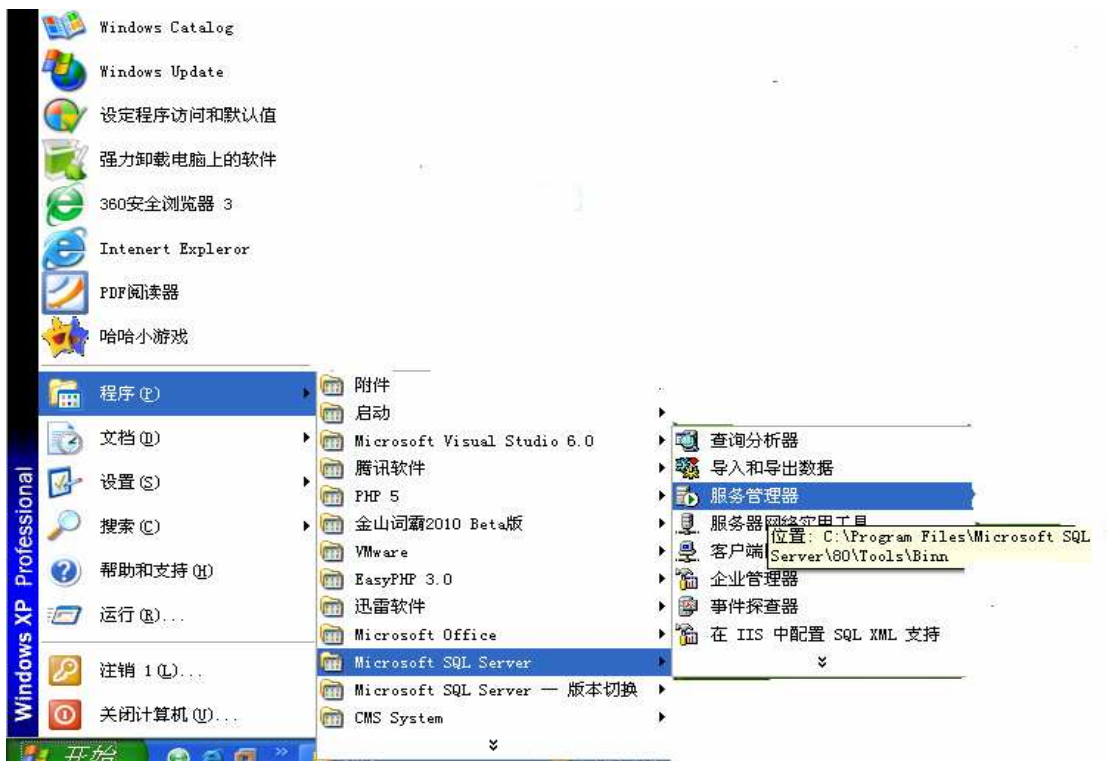 Windows Catalog
Windows Update
设定程序访问和默认值
强力卸载电脑上的软件
360安全浏览器 3
Intenert Expleror
PDF阅读器
哈哈小游戏
程序(P)
文档(D)
设置(S)
搜索(C)
帮助和支持(H)
运行(R)...
注销 1(L)...
关闭计算机(U)...
Windows XP Professional
开始
附件
启动
Microsoft Visual Studio 6.0
腾讯软件
PHP 5
金山词霸2010 Beta版
VMware
EasyPHP 3.0
迅雷软件
Microsoft Office
Microsoft SQL Server
Microsoft SQL Server — 版本切换
CMS System
查询分析器
导入和导出数据
服务管理器
服务器网络实用工具
客户端
企业管理器
事件探查器
在 IIS 中配置 SQL XML 支持
位置: C:\Program Files\Microsoft SQL
Server\80\Tools\Binn